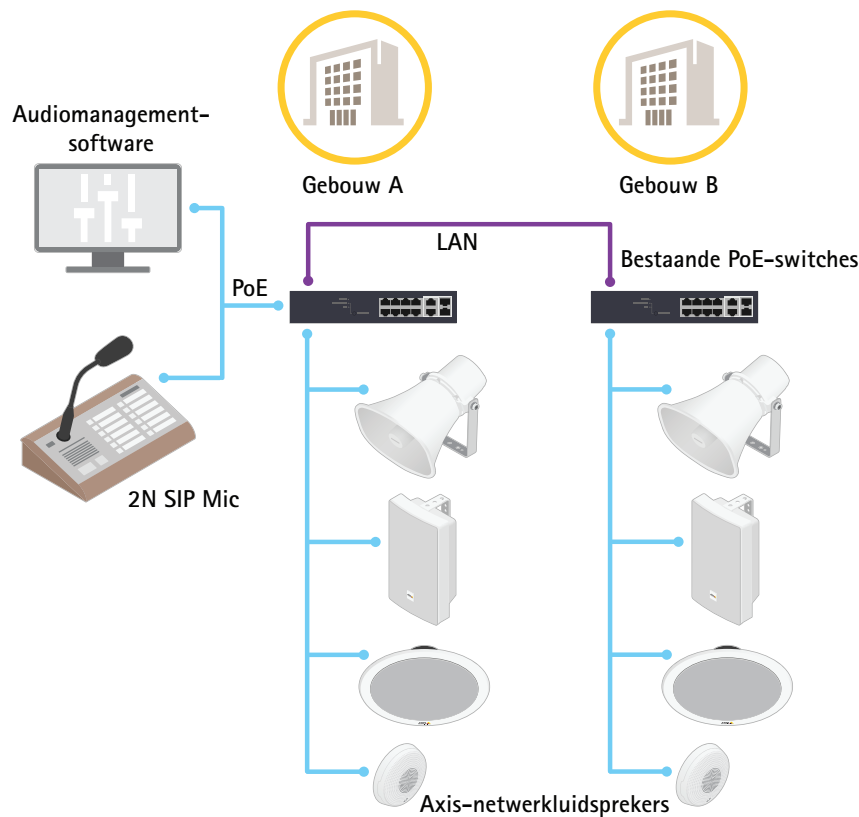 Audiomanagement-
software
Gebouw A
Gebouw B
LAN
Bestaande PoE-switches
PoE
2N SIP Mic
Axis-netwerkluidsprekers